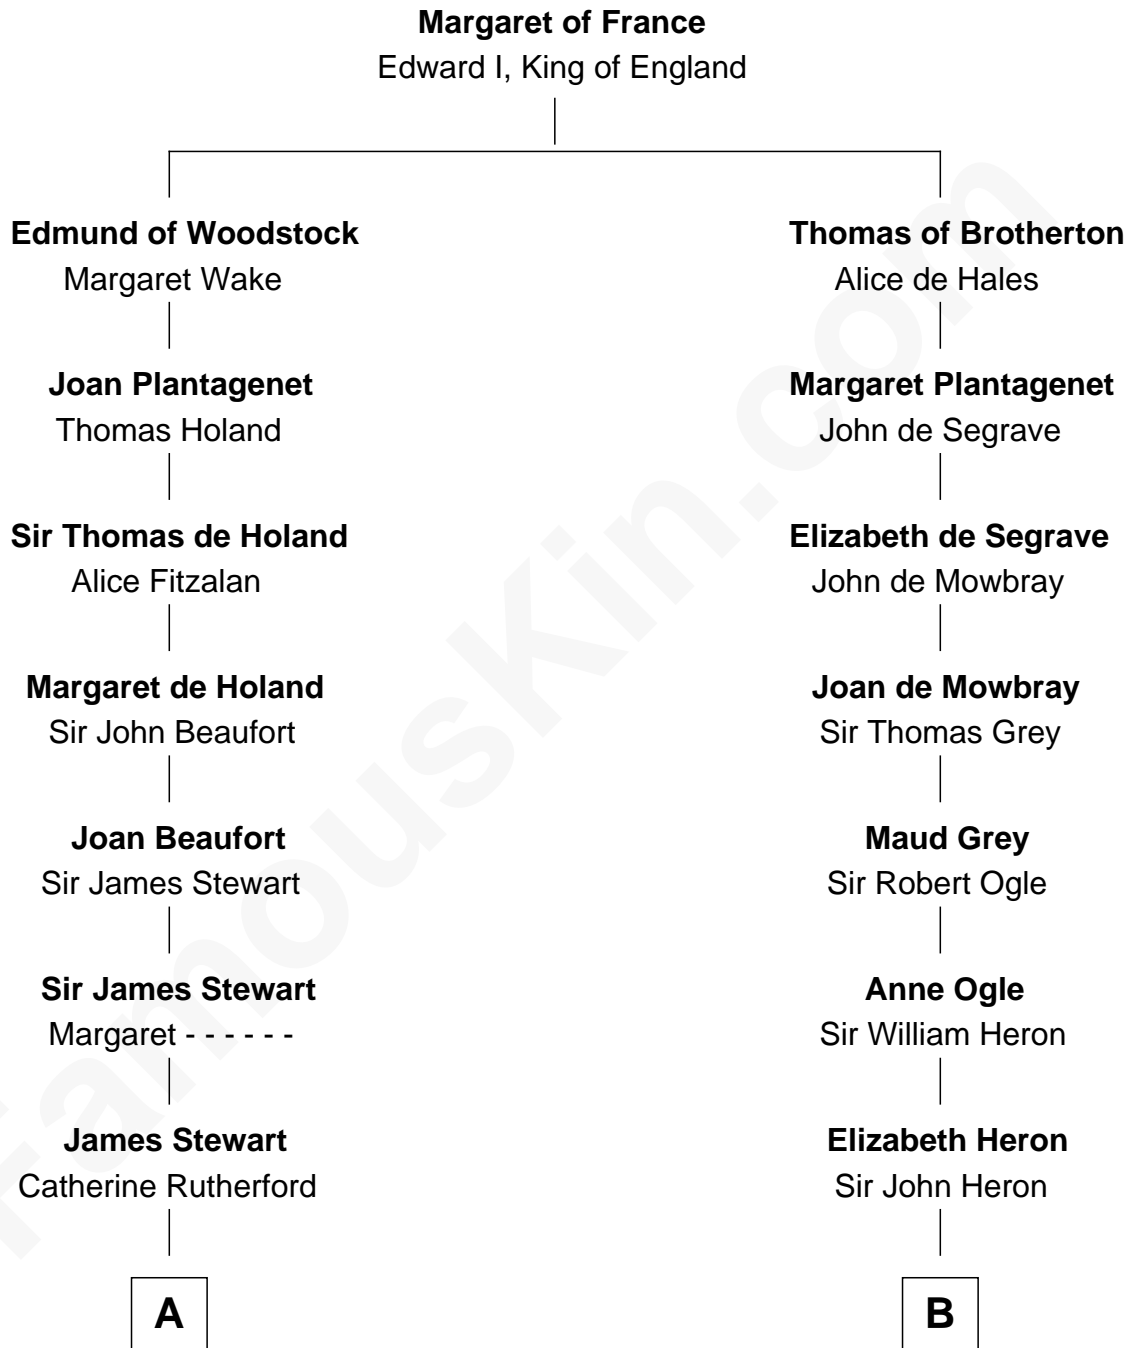 Margaret of France
Edward I, King of England
Edmund of Woodstock
Margaret Wake
Thomas of Brotherton
Alice de Hales
Joan Plantagenet
Thomas Holand
Margaret Plantagenet
John de Segrave
Sir Thomas de Holand
Alice Fitzalan
Elizabeth de Segrave
John de Mowbray
Margaret de Holand
Sir John Beaufort
Joan de Mowbray
Sir Thomas Grey
Joan Beaufort
Sir James Stewart
Maud Grey
Sir Robert Ogle
Sir James Stewart
Margaret - - - - - -
Anne Ogle
Sir William Heron
James Stewart
Catherine Rutherford
Elizabeth Heron
Sir John Heron
A
B
FamousKin.com